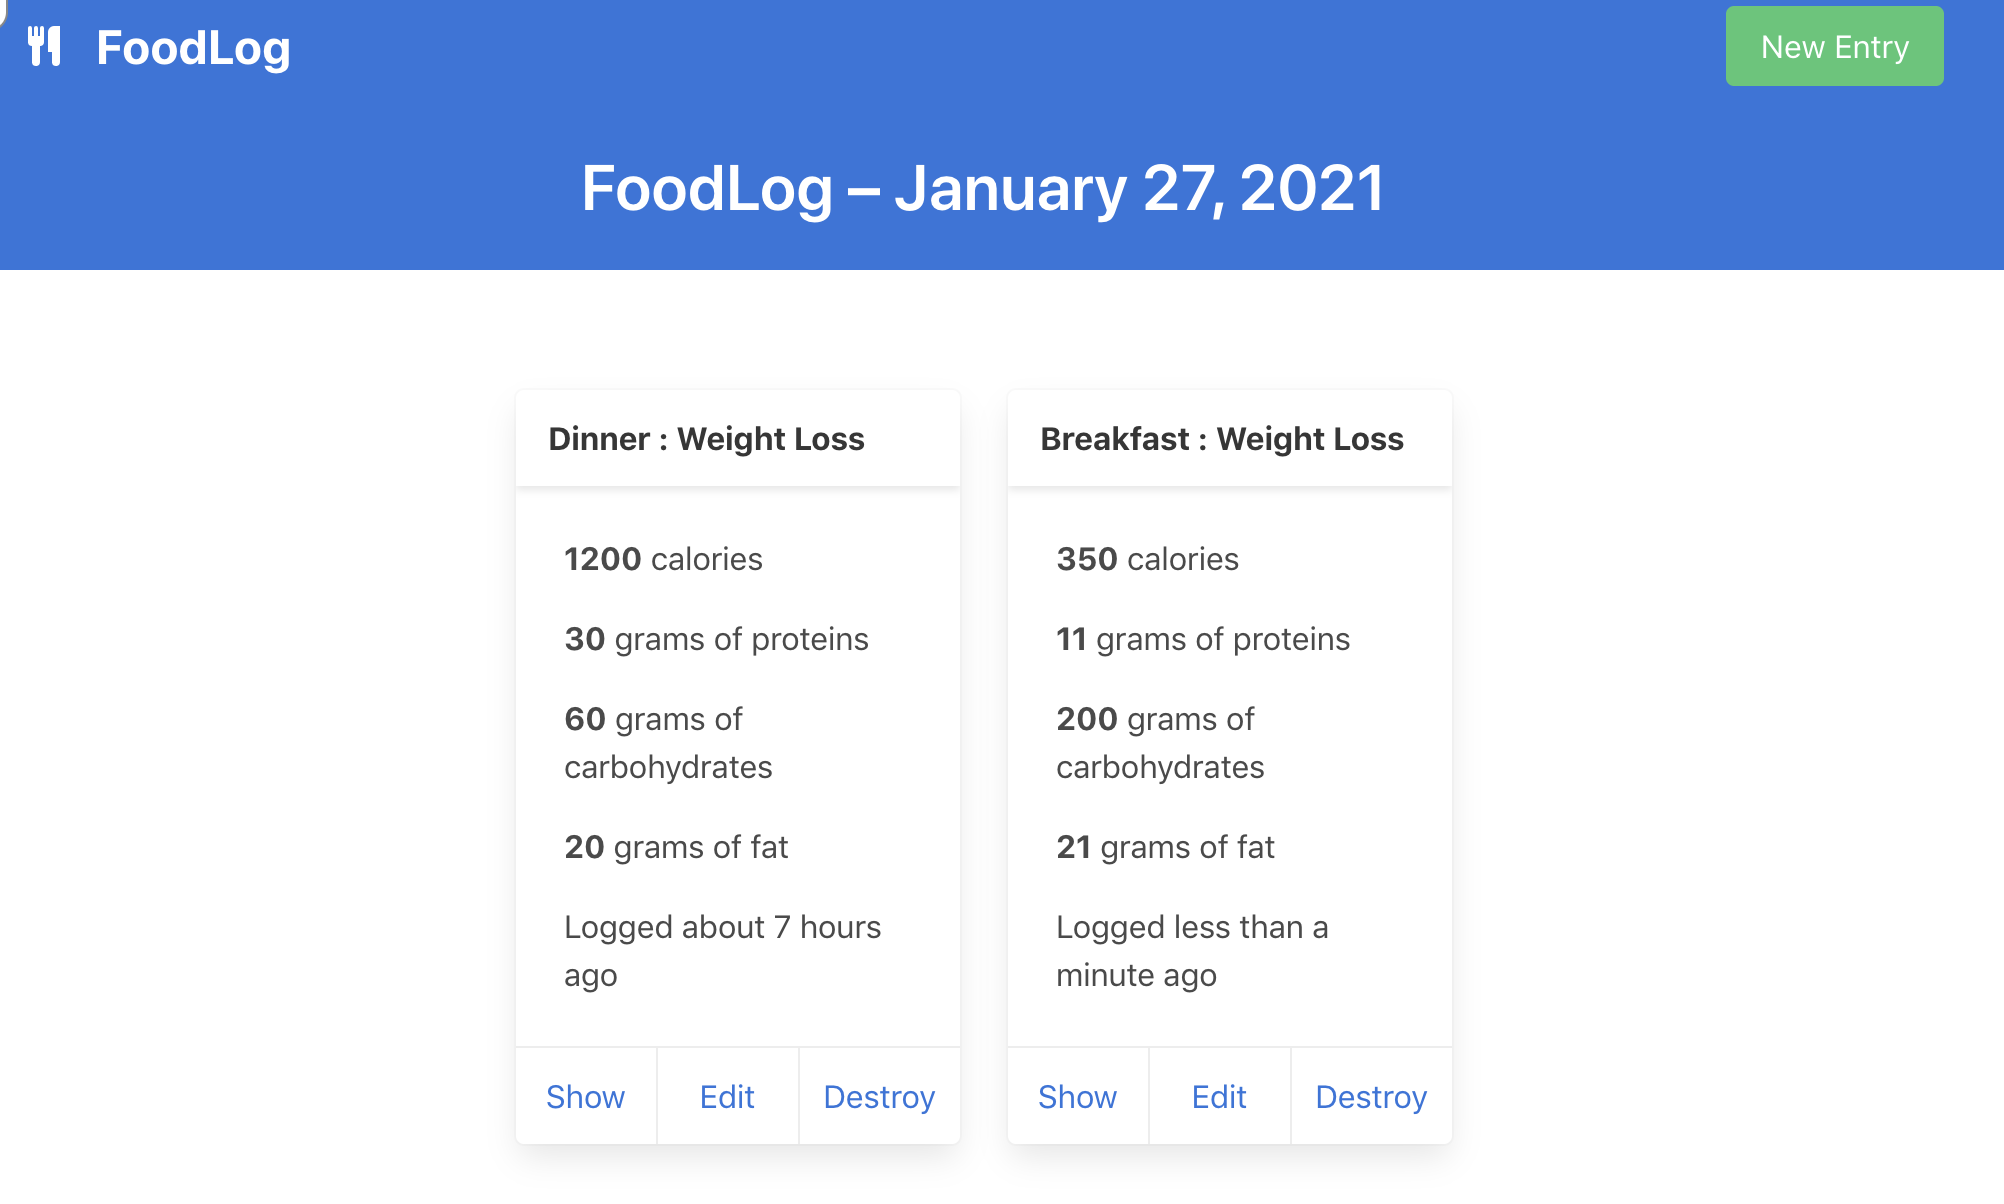 FoodLog
New Entry
FoodLog – January 27, 2021
Dinner : Weight Loss
1200 calories
30 grams of proteins
60 grams of
carbohydrates
20 grams of fat
Logged about 7 hours
ago
Show Edit Destroy
Breakfast : Weight Loss
350 calories
11 grams of proteins
200 grams of
carbohydrates
21 grams of fat
Logged less than a
minute ago
Show Edit Destroy